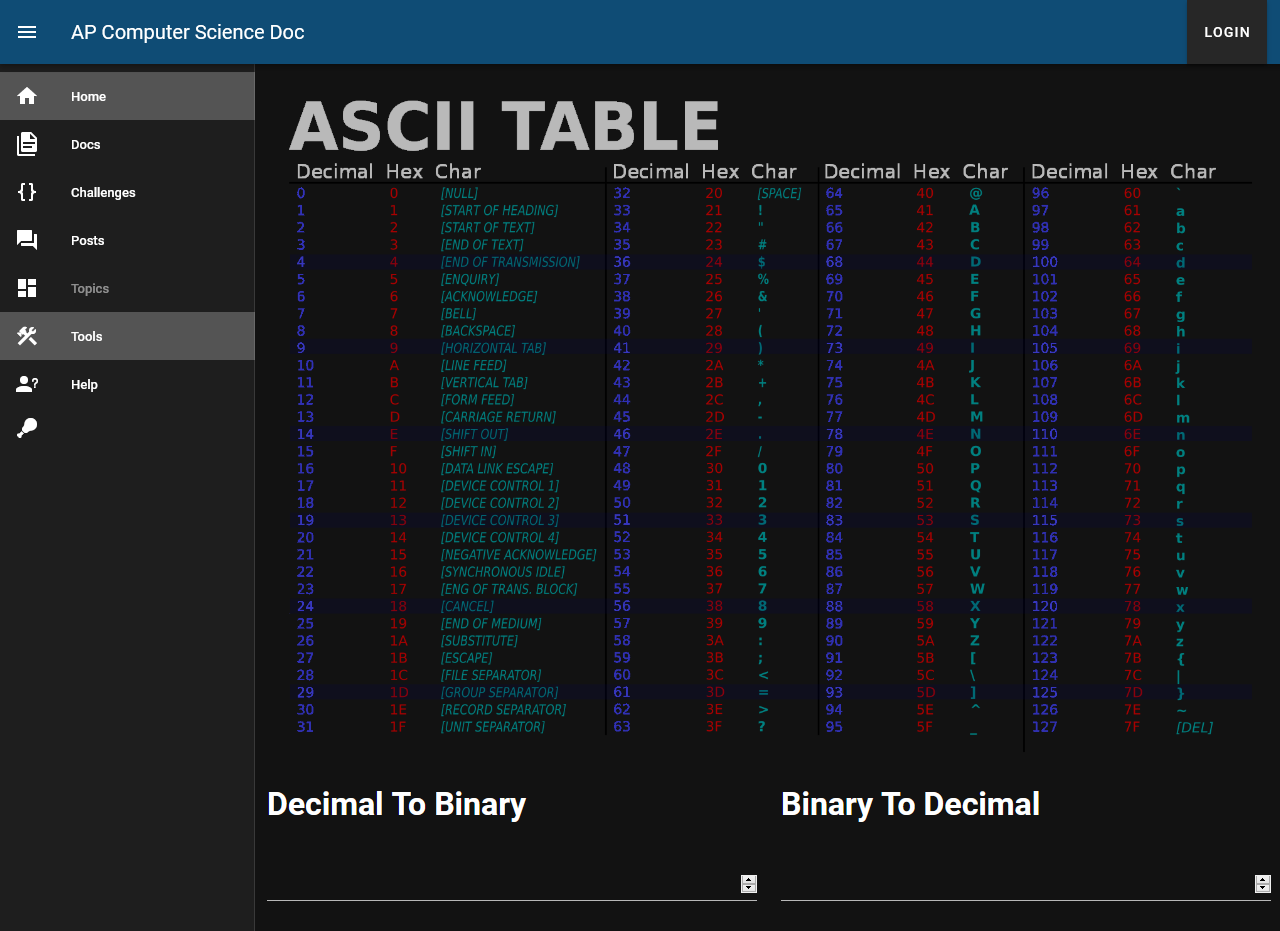 AP Computer Science Doc
LOGIN
Home
Docs
Challenges
Posts
Topics
Tools
Help
ASCII TABLE
Decimal Hex Char Decimal Hex Char Decimal Hex Char Decimal Hex Char
0 0 [NULL] 32 20 [SPACE] 64 40 @ 96 60 `
1 1 [START OF HEADING] 33 21 ! 65 41 A 97 61 a
2 2 [START OF TEXT] 34 22 " 66 42 B 98 62 b
3 3 [END OF TEXT] 35 23 # 67 43 C 99 63 c
4 4 [END OF TRANSMISSION] 36 24 $ 68 44 D 100 64 d
5 5 [ENQUIRY] 37 25 % 69 45 E 101 65 e
6 6 [ACKNOWLEDGE] 38 26 & 70 46 F 102 66 f
7 7 [BELL] 39 27 ' 71 47 G 103 67 g
8 8 [BACKSPACE] 40 28 ( 72 48 H 104 68 h
9 9 [HORIZONTAL TAB] 41 29 ) 73 49 I 105 69 i
10 A [LINE FEED] 42 2A * 74 4A J 106 6A j
11 B [VERTICAL TAB] 43 2B + 75 4B K 107 6B k
12 C [FORM FEED] 44 2C , 76 4C L 108 6C l
13 D [CARRIAGE RETURN] 45 2D - 77 4D M 109 6D m
14 E [SHIFT OUT] 46 2E . 78 4E N 110 6E n
15 F [SHIFT IN] 47 2F / 79 4F O 111 6F o
16 10 [DATA LINK ESCAPE] 48 30 0 80 50 P 112 70 p
17 11 [DEVICE CONTROL 1] 49 31 1 81 51 Q 113 71 q
18 12 [DEVICE CONTROL 2] 50 32 2 82 52 R 114 72 r
19 13 [DEVICE CONTROL 3] 51 33 3 83 53 S 115 73 s
20 14 [DEVICE CONTROL 4] 52 34 4 84 54 T 116 74 t
21 15 [NEGATIVE ACKNOWLEDGE] 53 35 5 85 55 U 117 75 u
22 16 [SYNCHRONOUS IDLE] 54 36 6 86 56 V 118 76 v
23 17 [ENG OF TRANS. BLOCK] 55 37 7 87 57 W 119 77 w
24 18 [CANCEL] 56 38 8 88 58 X 120 78 x
25 19 [END OF MEDIUM] 57 39 9 89 59 Y 121 79 y
26 1A [SUBSTITUTE] 58 3A : 90 5A Z 122 7A z
27 1B [ESCAPE] 59 3B ; 91 5B [ 123 7B {
28 1C [FILE SEPARATOR] 60 3C < 92 5C \ 124 7C |
29 1D [GROUP SEPARATOR] 61 3D = 93 5D ] 125 7D }
30 1E [RECORD SEPARATOR] 62 3E > 94 5E ^ 126 7E ~
31 1F [UNIT SEPARATOR] 63 3F ? 95 5F _ 127 7F [DEL]
Decimal To Binary
Binary To Decimal